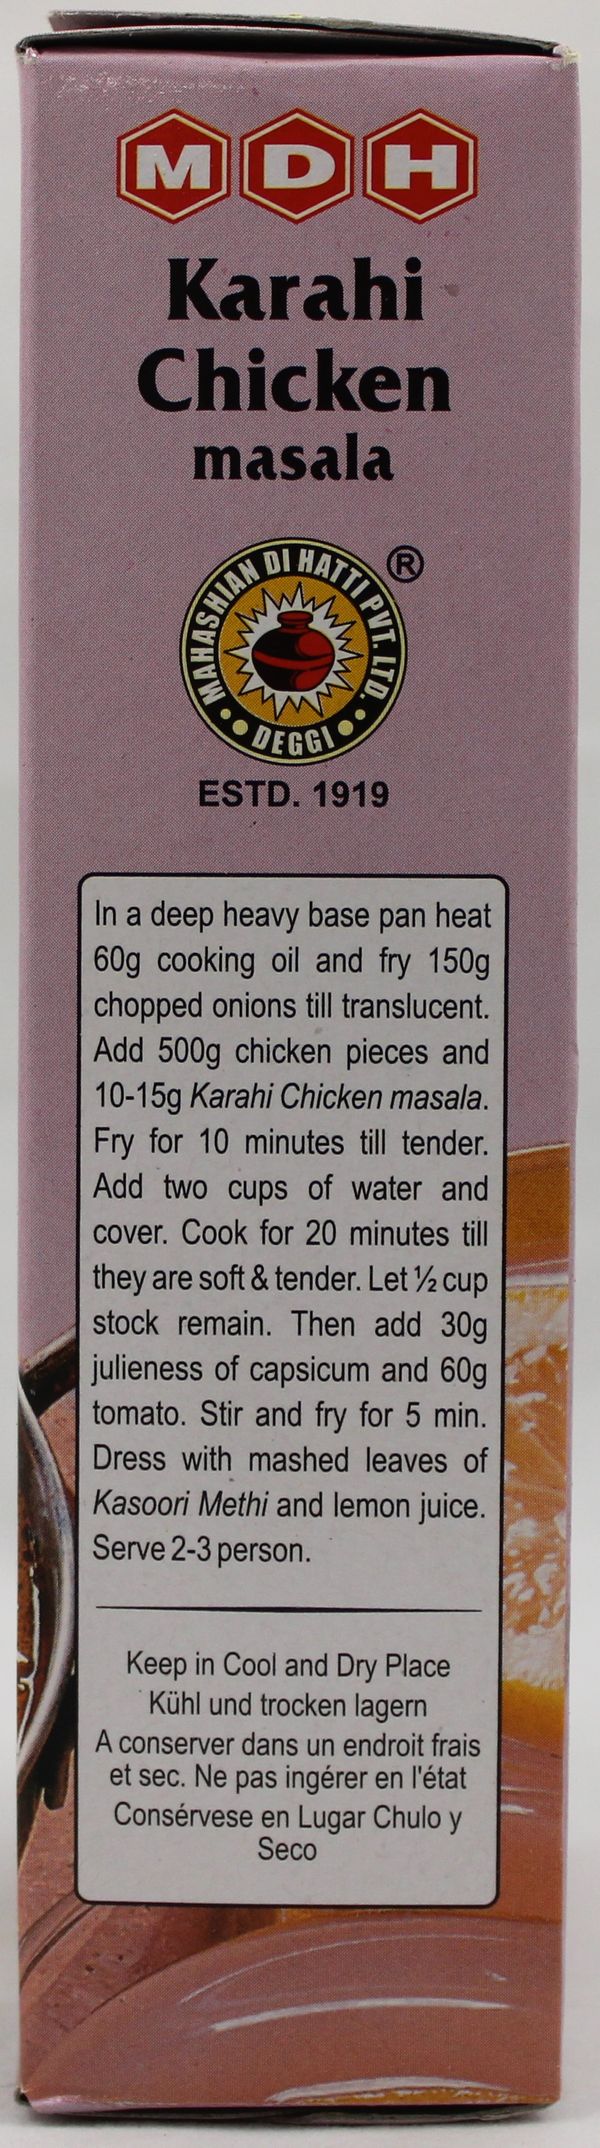 MDH
Karahi
Chicken
masala
MAHASHIAN DI HATTI PVT. LTD.
®
DEGGI
ESTD. 1919
In a deep heavy base pan heat
60g cooking oil and fry 150g
chopped onions till translucent.
Add 500g chicken pieces and
10-15g Karahi Chicken masala.
Fry for 10 minutes till tender.
Add two cups of water and
cover. Cook for 20 minutes till
they are soft & tender. Let ½ cup
stock remain. Then add 30g
julieness of capsicum and 60g
tomato. Stir and fry for 5 min.
Dress with mashed leaves of
Kasoori Methi and lemon juice.
Serve 2-3 person.
Keep in Cool and Dry Place
Kühl und trocken lagern
A conserver dans un endroit frais
et sec. Ne pas ingérer en l'état
Consérvese en Lugar Chulo y
Seco